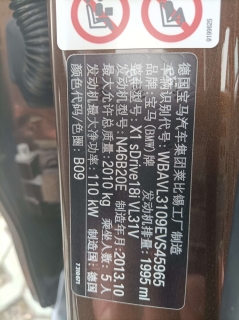 德国宝马汽车集团莱比锡工厂制造
车辆识别代号：WBAVL3109EVS45965
品牌：宝马(BMW)牌 发动机排量：1995 ml
整车型号：X1 sDrive18i VL31V
最大允许总质量：2010 kg 乘坐人数：5 人
发动机型号：N46B20E 制造年月：2013.10
发动机最大净功率：110 kW 制造国：德国
颜色代码/色圈：B09